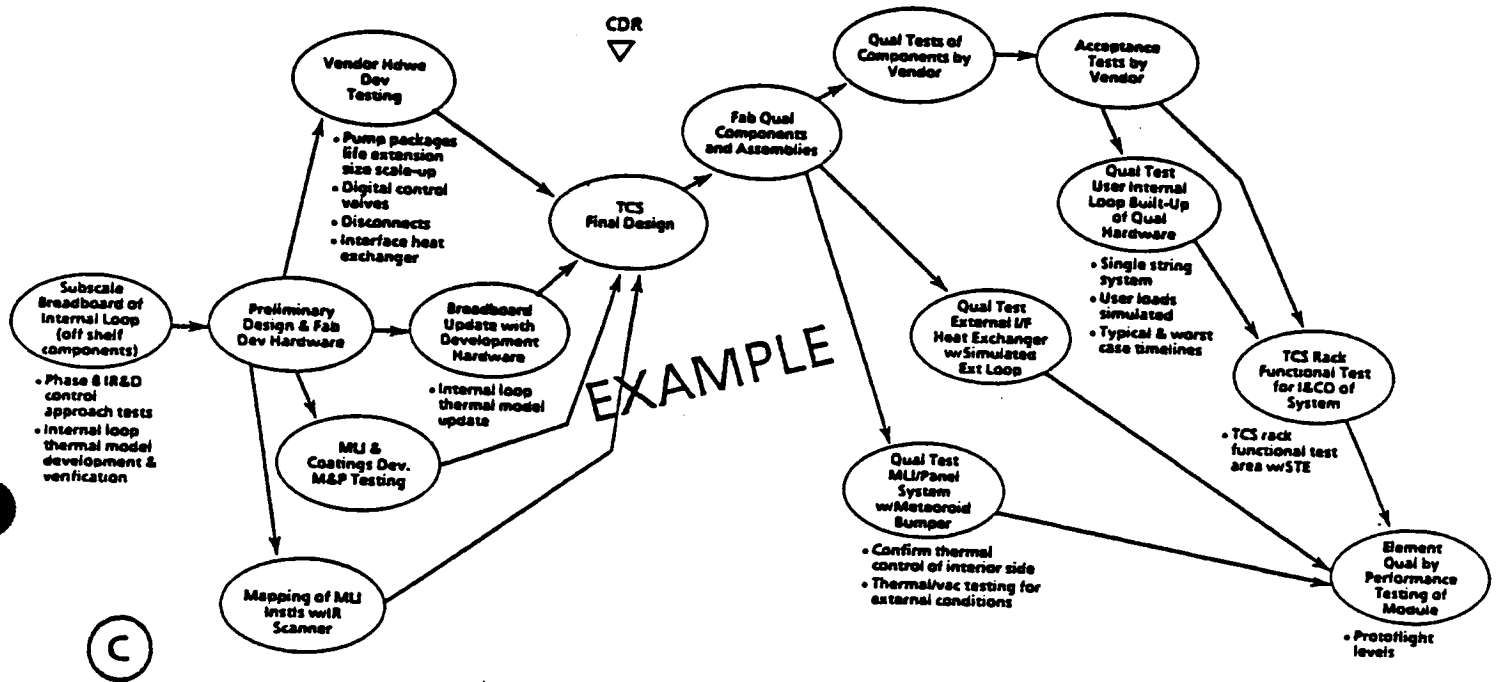 CDR
Vendor Hdwe
Dev
Testing
• Pump packages
life extension
size scale-up
• Digital control
valves
• Disconnects
• Interface heat
exchanger
Qual Tests of
Components by
Vendor
Acceptance
Tests by
Vendor
Fab Qual
Components
and Assemblies
TCS
Final Design
Qual Test
User Internal
Loop Built-Up
of Qual
Hardware
• Single string
system
• User loads
simulated
• Typical & worst
case timelines
Subscale
Breadboard of
Internal Loop
(off shelf
components)
• Phase B IR&D
control
approach tests
• Internal loop
thermal model
development &
verification
Preliminary
Design & Fab
Dev Hardware
Breadboard
Update with
Development
Hardware
• Internal loop
thermal model
update
EXAMPLE
Qual Test
External I/F
Heat Exchanger
w/Simulated
Ext Loop
TCS Rack
Functional Test
for I&CO of
System
• TCS rack
functional test
area w/STE
MLI &
Coatings Dev.
M&P Testing
Qual Test
MLI/Panel
System
w/Meteoroid
Bumper
• Confirm thermal
control of interior side
• Thermal/vac testing for
external conditions
Mapping of MLI
Instls w/IR
Scanner
Element
Qual by
Performance
Testing of
Module
• Protoflight
levels
C